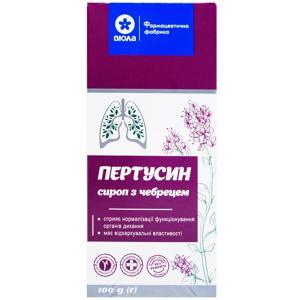 ВІОЛА
Фармацевтична
фабрика
ПЕРТУСИН
СИРОП З ЧЕБРЕЦЕМ
• сприяє нормалізації функціонування
органів дихання
• має відхаркувальні властивості
100 g (г)